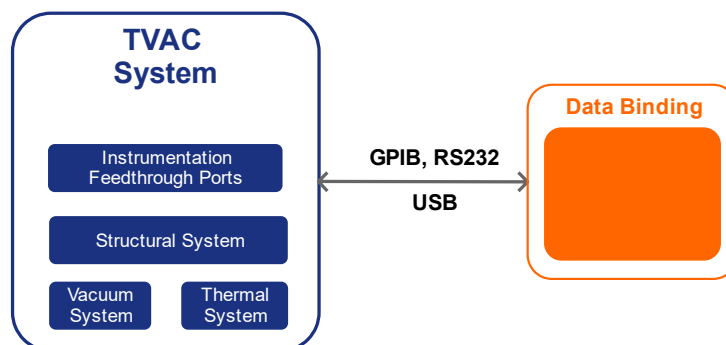 TVAC
System
Instrumentation
Feedthrough Ports
Structural System
Vacuum
System
Thermal
System
GPIB, RS232
USB
Data Binding